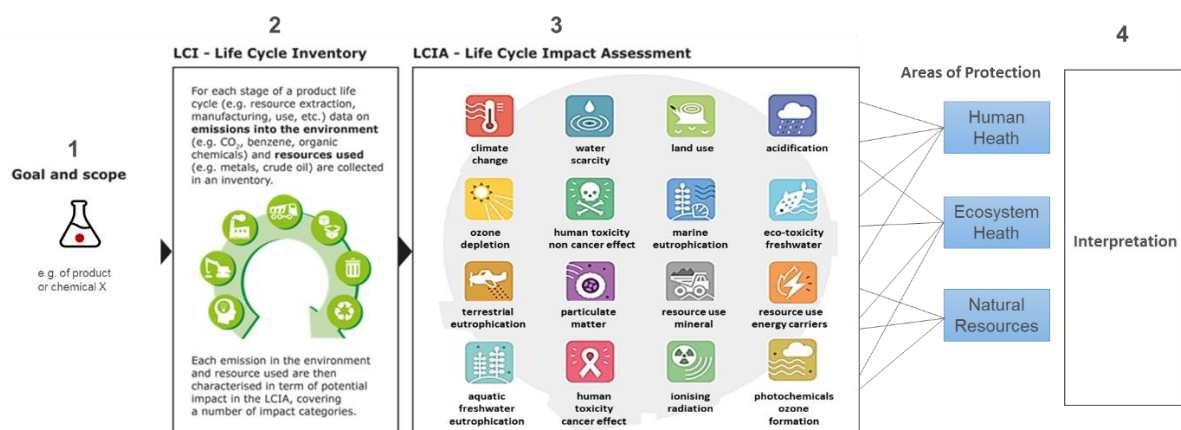 1
Goal and scope
e.g. of product
or chemical X
2
LCI - Life Cycle Inventory
For each stage of a product life
cycle (e.g. resource extraction,
manufacturing, use, etc.) data on
emissions into the environment
(e.g. CO2, benzene, organic
chemicals) and resources used
(e.g. metals, crude oil) are collected
in an inventory.
Each emission in the environment
and resource used are then
characterised in term of potential
impact in the LCIA, covering
a number of impact categories.
3
LCIA - Life Cycle Impact Assessment
climate
change
water
scarcity
land use
acidification
ozone
depletion
human toxicity
non cancer effect
marine
eutrophication
eco-toxicity
freshwater
terrestrial
eutrophication
particulate
matter
resource use
mineral
resource use
energy carriers
aquatic
freshwater
eutrophication
human
toxicity
cancer effect
ionising
radiation
photochemicals
ozone
formation
Areas of Protection
Human
Heath
Ecosystem
Heath
Natural
Resources
4
Interpretation